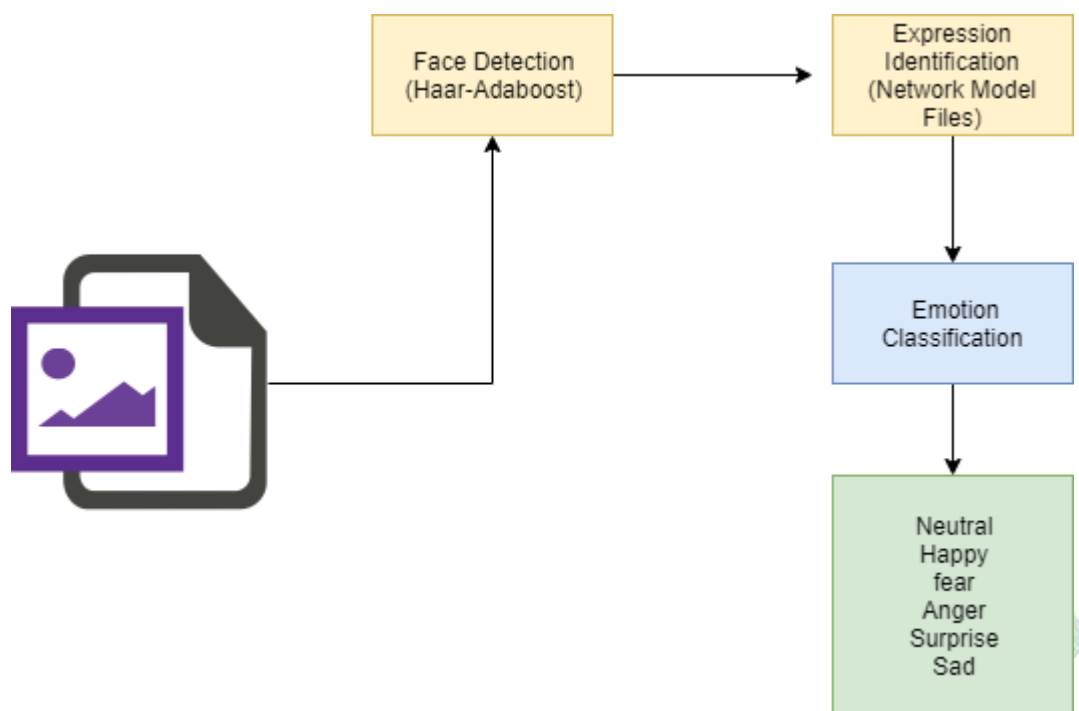 Face Detection
(Haar-Adaboost)
Expression
Identification
(Network Model
Files)
Emotion
Classification
Neutral
Happy
fear
Anger
Surprise
Sad